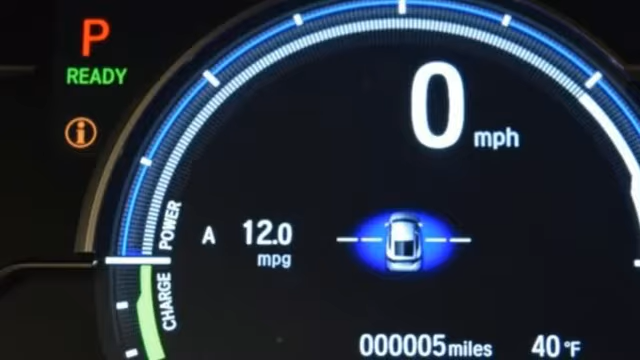 P
READY
0 mph
POWER
A 12.0
mpg
CHARGE
000005 miles 40 °F